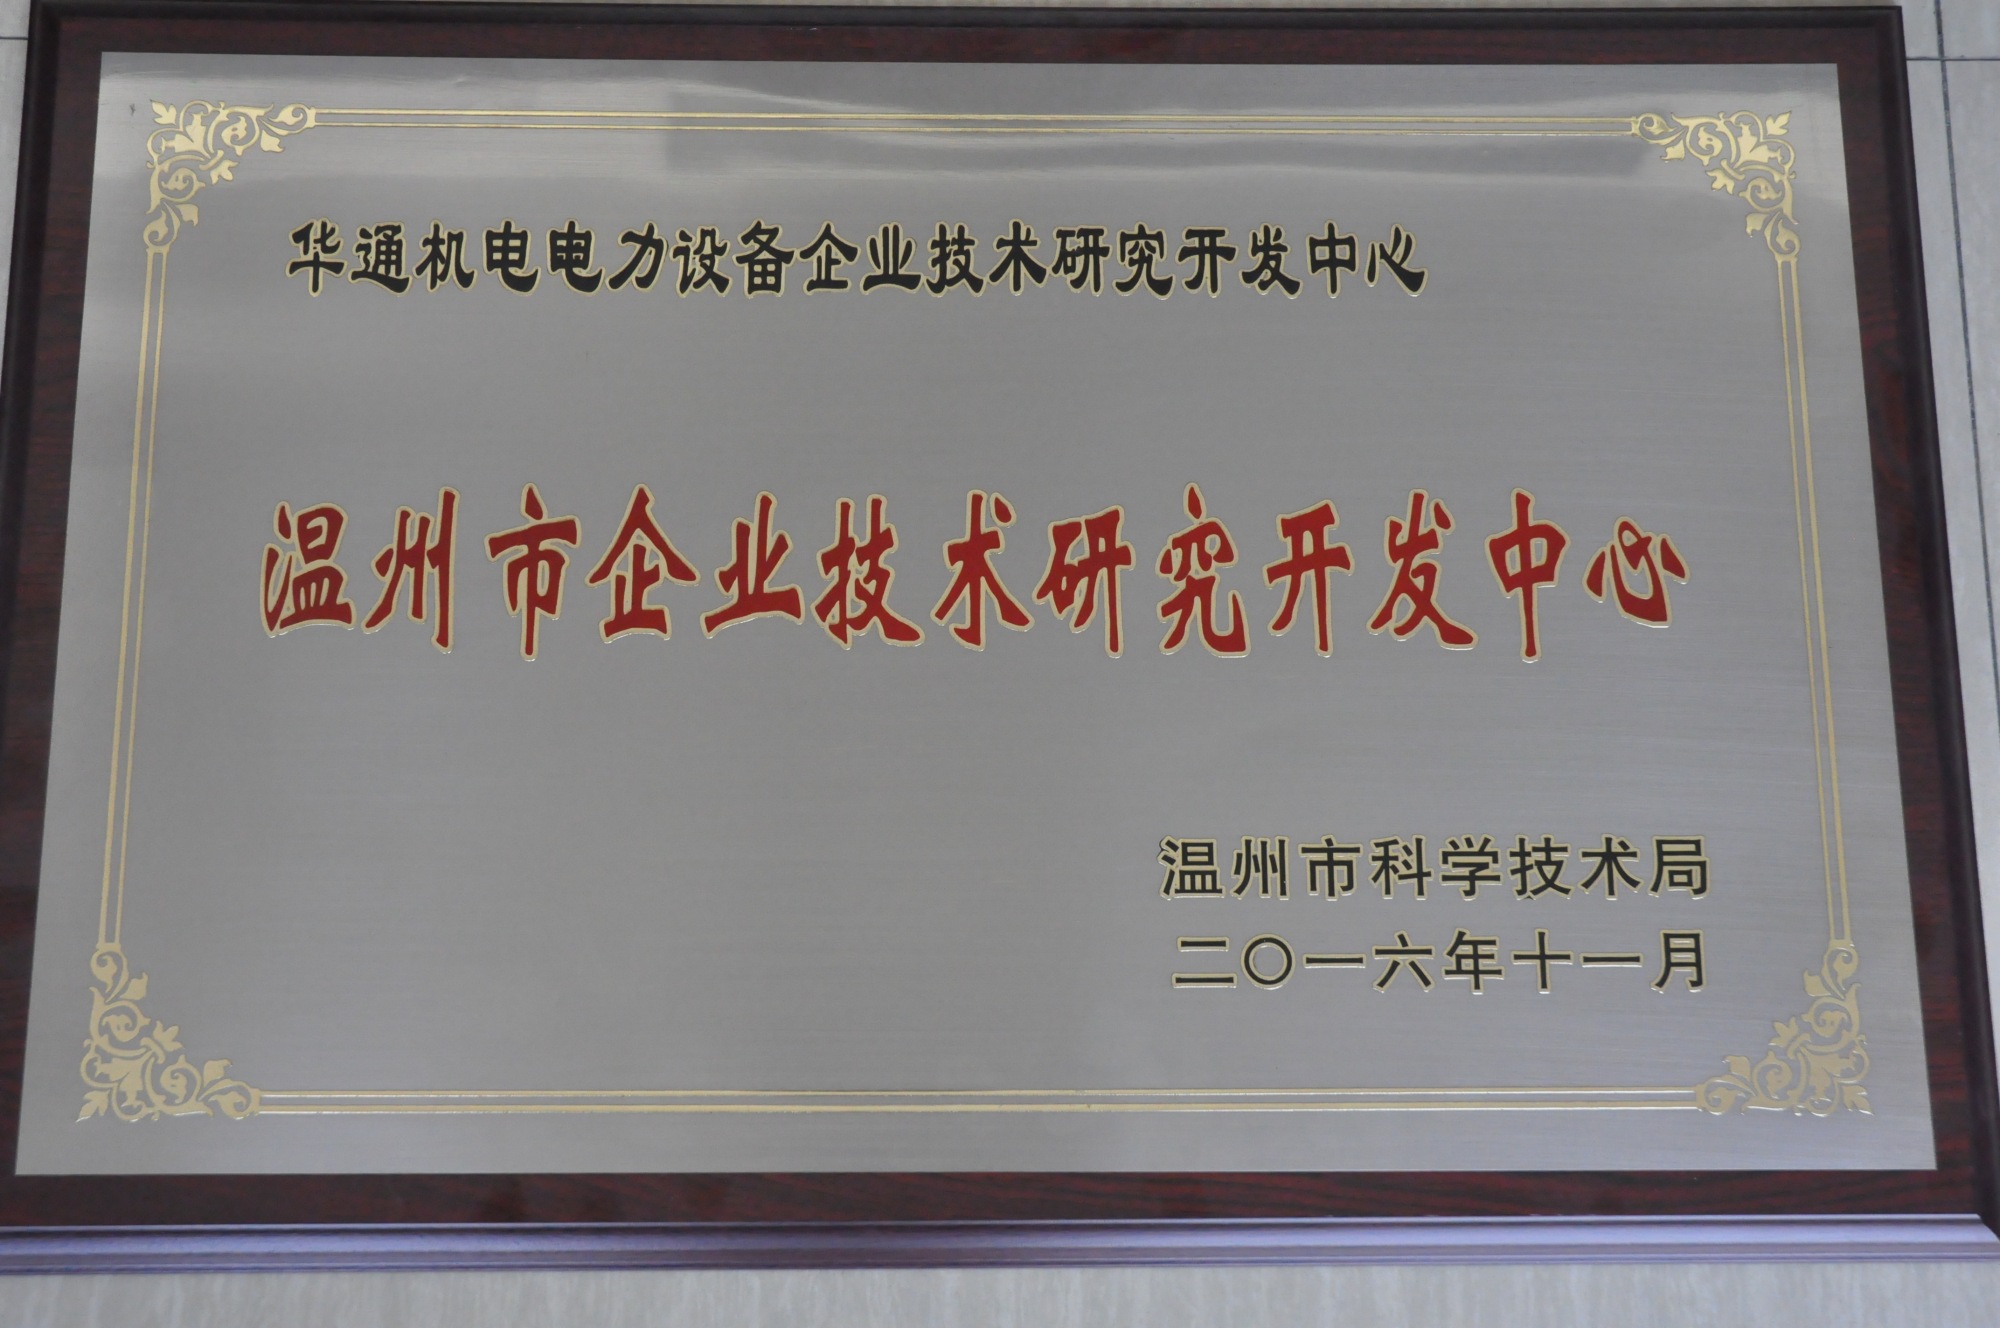 华通机电电力设备企业技术研究开发中心
温州市企业技术研究开发中心
温州市科学技术局
二〇一六年十一月